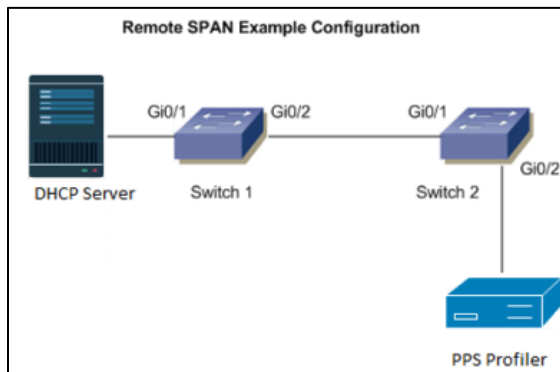 Remote SPAN Example Configuration
Gi0/1
Gi0/2
Gi0/1
DHCP Server
Switch 1
Switch 2
Gi0/2
PPS Profiler